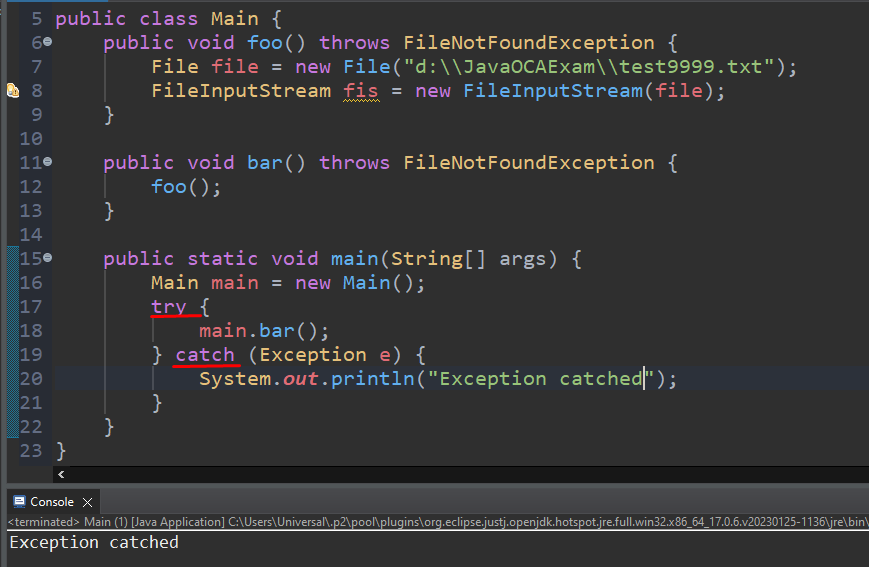 5 public class Main {
6 public void foo() throws FileNotFoundException {
7 File file = new File("d:\\JavaOCAExam\\test9999.txt");
8 FileInputStream fis = new FileInputStream(file);
9 }
10
11 public void bar() throws FileNotFoundException {
12 foo();
13 }
14
15 public static void main(String[] args) {
16 Main main = new Main();
17 try {
18 main.bar();
19 } catch (Exception e) {
20 System.out.println("Exception catched");
21 }
22 }
23 }
Console
<terminated> Main (1) [Java Application] C:\Users\Universal\.p2\pool\plugins\org.eclipse.justj.openjdk.hotspot.jre.full.win32.x86_64_17.0.6.v20230125-1136\jre\bin\
Exception catched